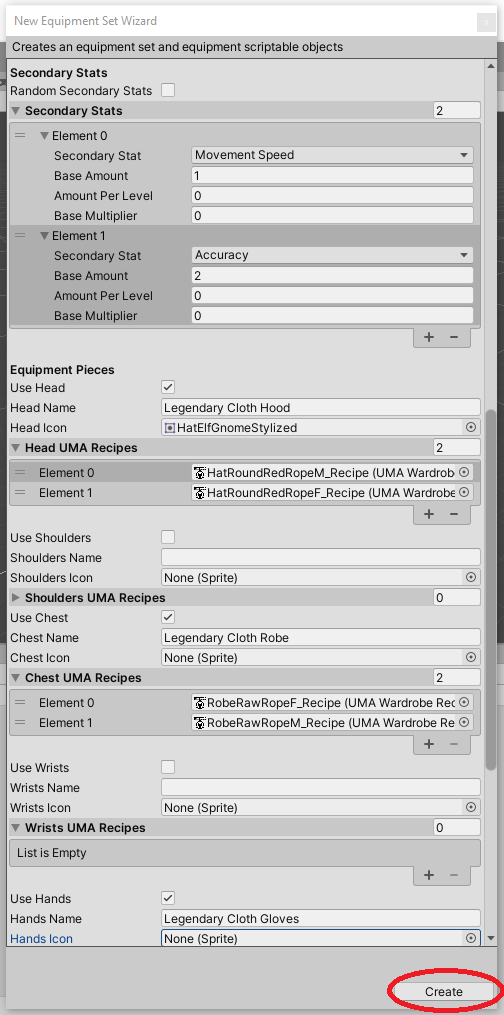 New Equipment Set Wizard
x
Creates an equipment set and equipment scriptable objects
Secondary Stats
Random Secondary Stats
Secondary Stats 2
Element 0
Secondary Stat Movement Speed
Base Amount 1
Amount Per Level 0
Base Multiplier 0
Element 1
Secondary Stat Accuracy
Base Amount 2
Amount Per Level 0
Base Multiplier 0
+ −
Equipment Pieces
Use Head
Head Name Legendary Cloth Hood
Head Icon HatElfGnomeStylized
Head UMA Recipes 2
Element 0 HatRoundRedRopeM_Recipe (UMA Wardrob
Element 1 HatRoundRedRopeF_Recipe (UMA Wardrobe
+ −
Use Shoulders
Shoulders Name
Shoulders Icon None (Sprite)
Shoulders UMA Recipes 0
Use Chest
Chest Name Legendary Cloth Robe
Chest Icon None (Sprite)
Chest UMA Recipes 2
Element 0 RobeRawRopeF_Recipe (UMA Wardrobe Rec
Element 1 RobeRawRopeM_Recipe (UMA Wardrobe Re
+ −
Use Wrists
Wrists Name
Wrists Icon None (Sprite)
Wrists UMA Recipes 0
List is Empty
+ −
Use Hands
Hands Name Legendary Cloth Gloves
Hands Icon None (Sprite)
Create